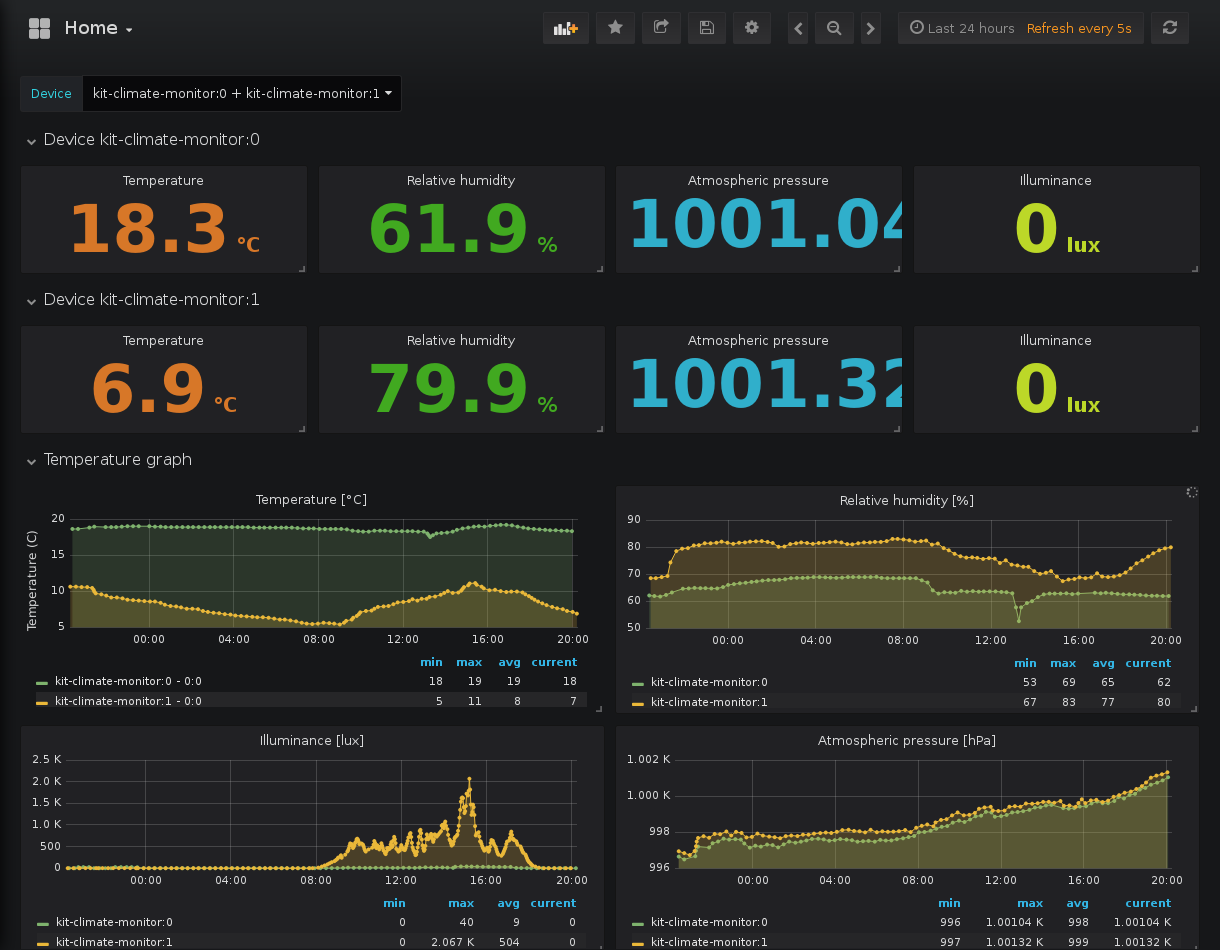 Home
Last 24 hours Refresh every 5s
Device kit-climate-monitor:0 + kit-climate-monitor:1
Device kit-climate-monitor:0
Temperature Relative humidity Atmospheric pressure Illuminance
18.3 °C 61.9 % 1001.04 0 lux
Device kit-climate-monitor:1
Temperature Relative humidity Atmospheric pressure Illuminance
6.9 °C 79.9 % 1001.32 0 lux
Temperature graph
Temperature [°C]
Temperature (C)
20
15
10
5
00:00 04:00 08:00 12:00 16:00 20:00
min max avg current
kit-climate-monitor:0 - 0:0 18 19 19 18
kit-climate-monitor:1 - 0:0 5 11 8 7
Relative humidity [%]
90
80
70
60
50
00:00 04:00 08:00 12:00 16:00 20:00
min max avg current
kit-climate-monitor:0 53 69 65 62
kit-climate-monitor:1 67 83 77 80
Illuminance [lux]
2.5 K
2.0 K
1.5 K
1.0 K
500
0
00:00 04:00 08:00 12:00 16:00 20:00
min max avg current
kit-climate-monitor:0 0 40 9 0
kit-climate-monitor:1 0 2.067 K 504 0
Atmospheric pressure [hPa]
1.002 K
1.000 K
998
996
00:00 04:00 08:00 12:00 16:00 20:00
min max avg current
kit-climate-monitor:0 996 1.00104 K 998 1.00104 K
kit-climate-monitor:1 997 1.00132 K 999 1.00132 K